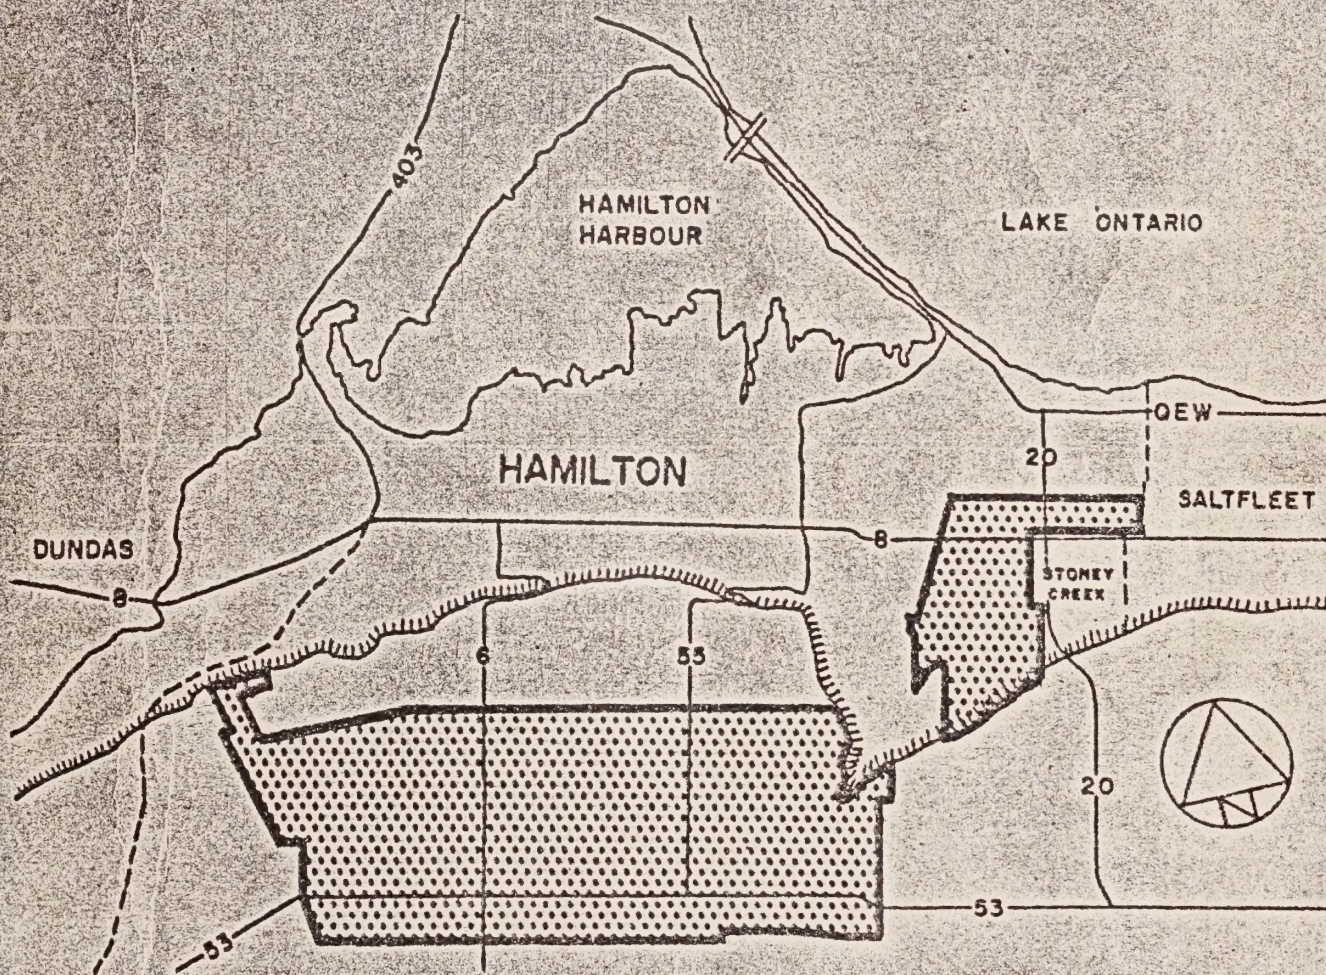 403
HAMILTON
HARBOUR
LAKE ONTARIO
QEW
20
HAMILTON
SALTFLEET
DUNDAS
8
8
STONEY
CREEK
6
55
20
53
53